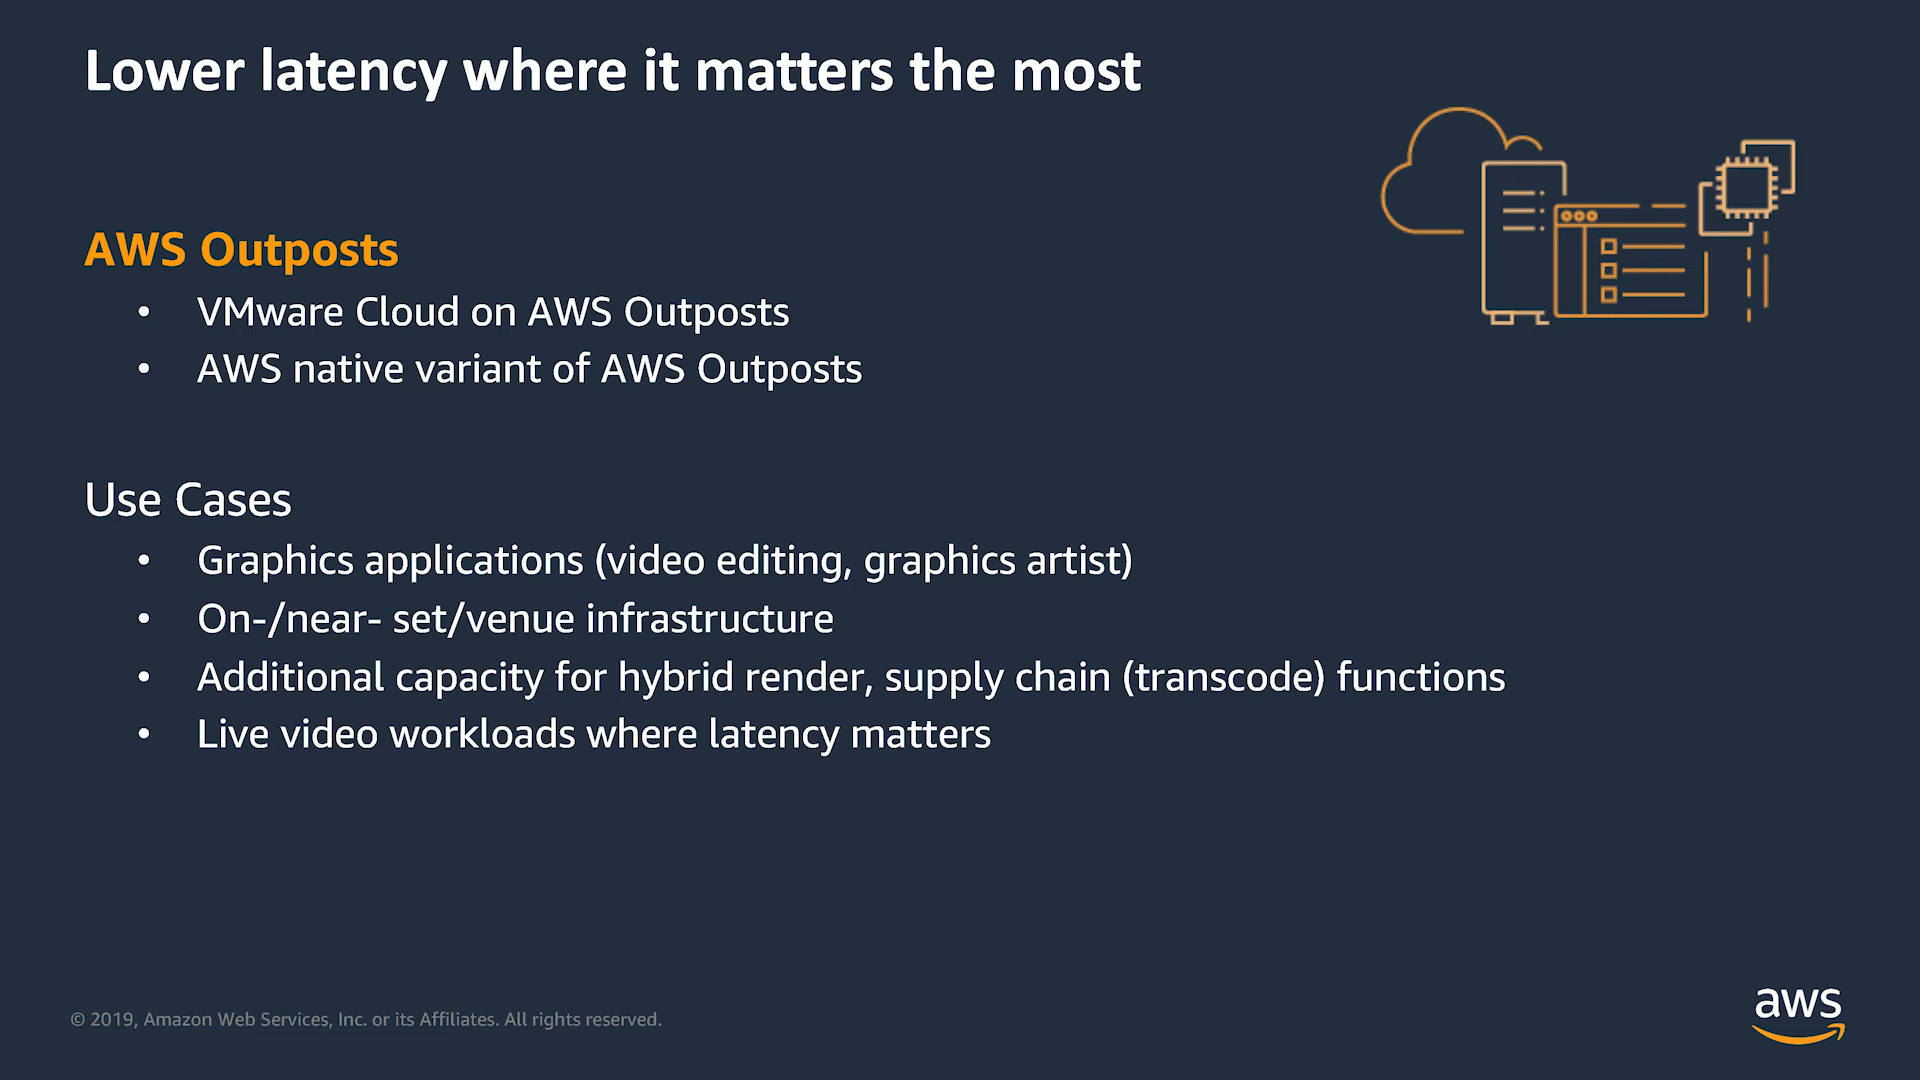 Lower latency where it matters the most
AWS Outposts
• VMware Cloud on AWS Outposts
• AWS native variant of AWS Outposts
Use Cases
• Graphics applications (video editing, graphics artist)
• On-/near- set/venue infrastructure
• Additional capacity for hybrid render, supply chain (transcode) functions
• Live video workloads where latency matters
© 2019, Amazon Web Services, Inc. or its Affiliates. All rights reserved.
aws